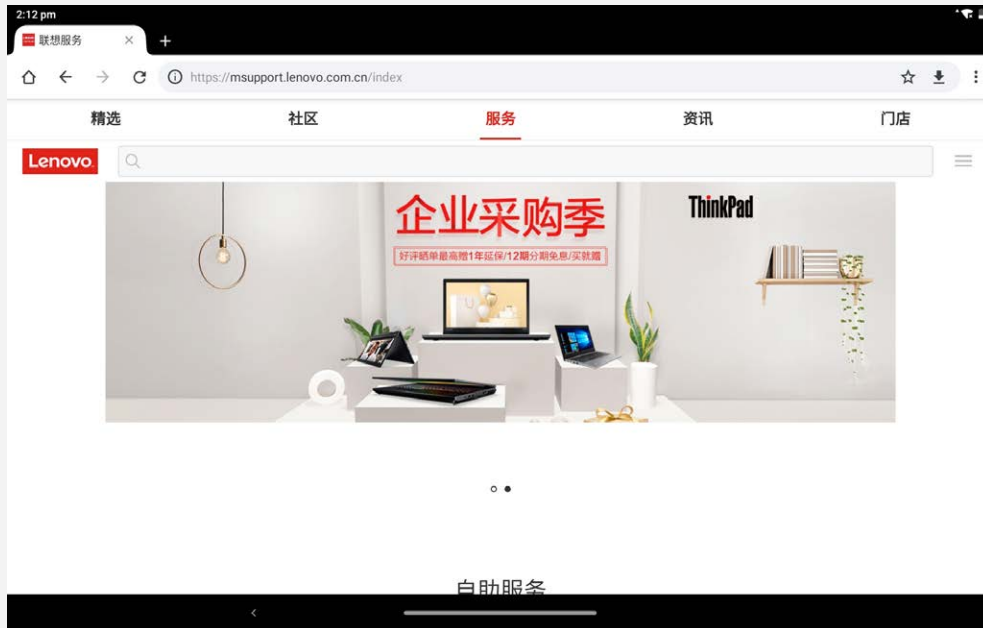 2:12 pm
联想服务
https://msupport.lenovo.com.cn/index
精选 社区 服务 资讯 门店
Lenovo.
企业采购季
ThinkPad
好评晒单最高赠1年延保/12期分期免息/买就赠
自助服务